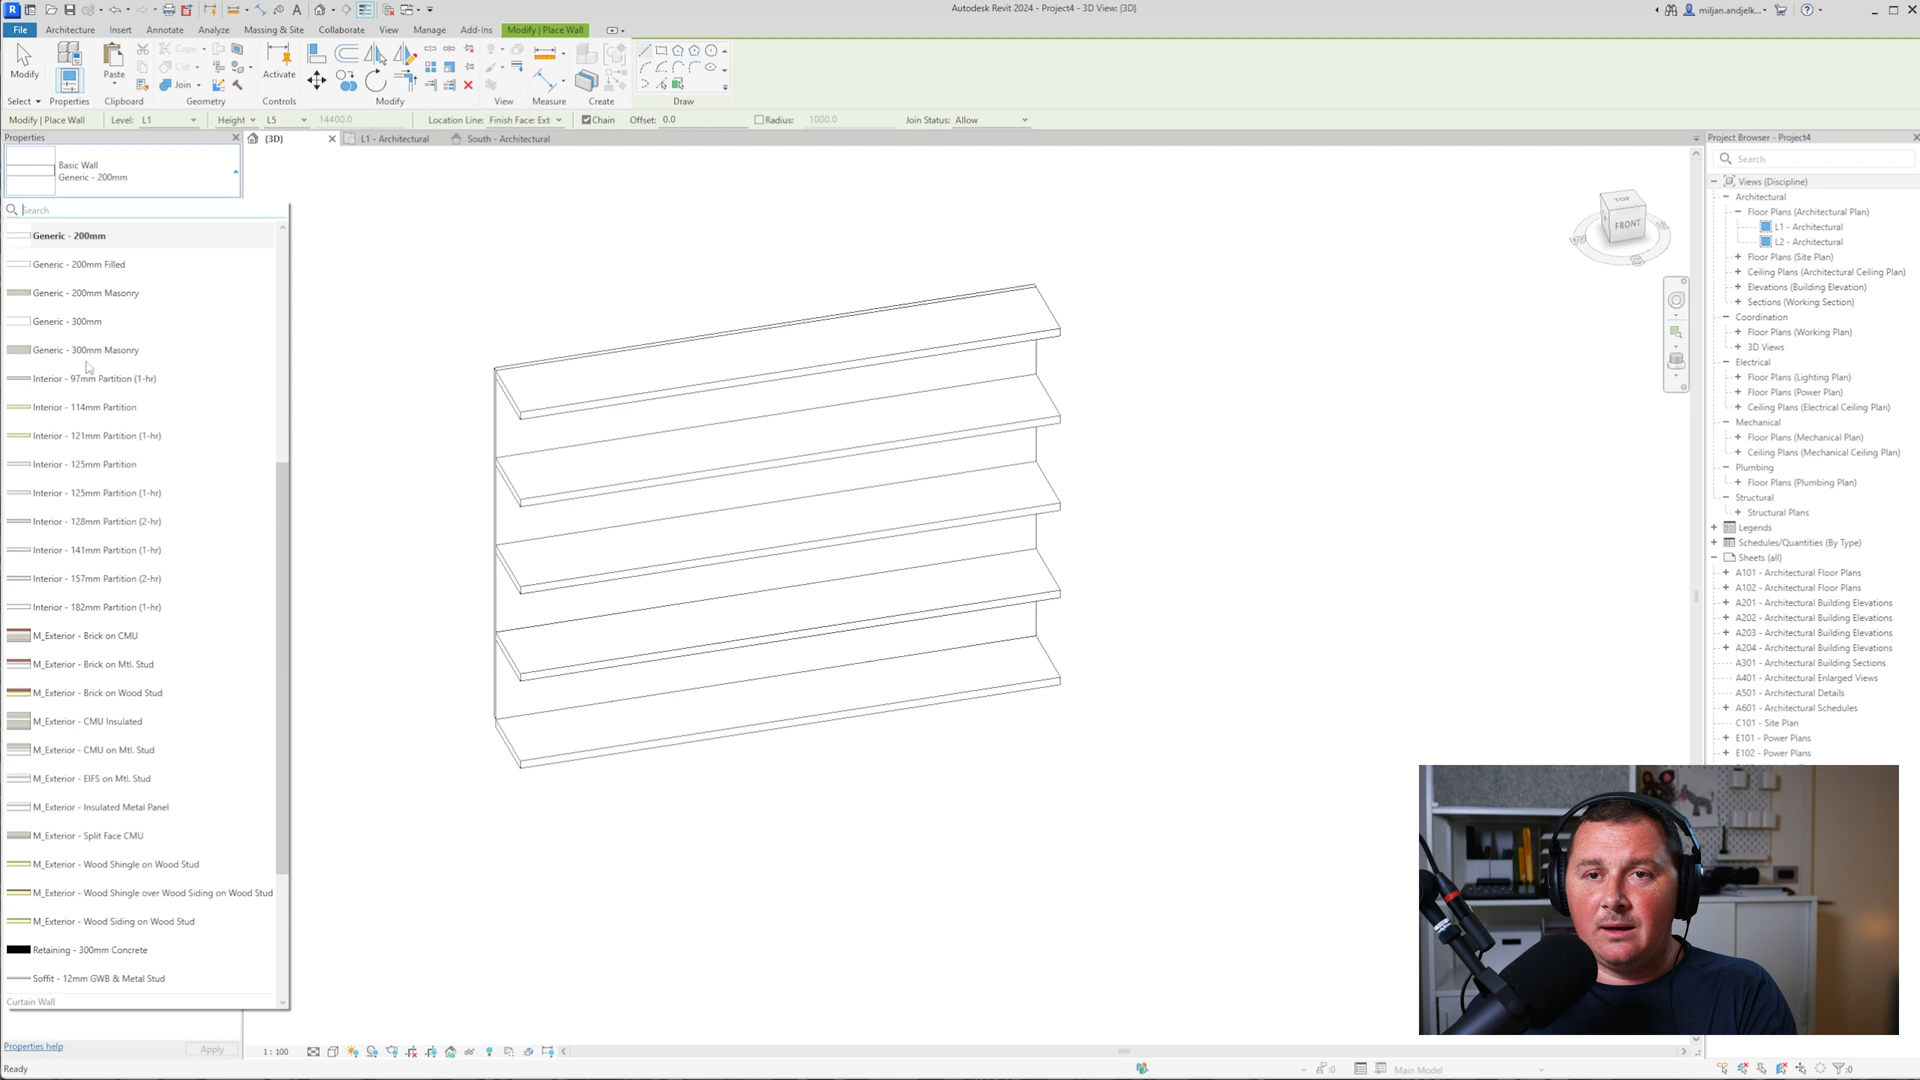 Autodesk Revit 2024 - Project4 - 3D View: {3D}
miljan.andjelk...
File Architecture Insert Annotate Analyze Massing & Site Collaborate View Manage Add-Ins Modify | Place Wall
Modify Paste Cope Cut Join Activate
Select Properties Clipboard Geometry Controls Modify View Measure Create Draw
Modify | Place Wall Level: L1 Height L5 14400.0 Location Line: Finish Face: Ext Chain Offset: 0.0 Radius: 1000.0 Join Status: Allow
Properties
{3D} L1 - Architectural South - Architectural
Basic Wall
Generic - 200mm
Search
Generic - 200mm
Generic - 200mm Filled
Generic - 200mm Masonry
Generic - 300mm
Generic - 300mm Masonry
Interior - 97mm Partition (1-hr)
Interior - 114mm Partition
Interior - 121mm Partition (1-hr)
Interior - 125mm Partition
Interior - 125mm Partition (1-hr)
Interior - 128mm Partition (2-hr)
Interior - 141mm Partition (1-hr)
Interior - 157mm Partition (2-hr)
Interior - 182mm Partition (1-hr)
M_Exterior - Brick on CMU
M_Exterior - Brick on Mtl. Stud
M_Exterior - Brick on Wood Stud
M_Exterior - CMU Insulated
M_Exterior - CMU on Mtl. Stud
M_Exterior - EIFS on Mtl. Stud
M_Exterior - Insulated Metal Panel
M_Exterior - Split Face CMU
M_Exterior - Wood Shingle on Wood Stud
M_Exterior - Wood Shingle over Wood Siding on Wood Stud
M_Exterior - Wood Siding on Wood Stud
Retaining - 300mm Concrete
Soffit - 12mm GWB & Metal Stud
Curtain Wall
Properties help Apply
TOP
FRONT
Project Browser - Project4
Search
Views (Discipline)
Architectural
Floor Plans (Architectural Plan)
L1 - Architectural
L2 - Architectural
Floor Plans (Site Plan)
Ceiling Plans (Architectural Ceiling Plan)
Elevations (Building Elevation)
Sections (Working Section)
Coordination
Floor Plans (Working Plan)
3D Views
Electrical
Floor Plans (Lighting Plan)
Floor Plans (Power Plan)
Ceiling Plans (Electrical Ceiling Plan)
Mechanical
Floor Plans (Mechanical Plan)
Ceiling Plans (Mechanical Ceiling Plan)
Plumbing
Floor Plans (Plumbing Plan)
Structural
Structural Plans
Legends
Schedules/Quantities (By Type)
Sheets (all)
A101 - Architectural Floor Plans
A102 - Architectural Floor Plans
A201 - Architectural Building Elevations
A202 - Architectural Building Elevations
A203 - Architectural Building Elevations
A204 - Architectural Building Elevations
A301 - Architectural Building Sections
A401 - Architectural Enlarged Views
A501 - Architectural Details
A601 - Architectural Schedules
C101 - Site Plan
E101 - Power Plans
E102 - Power Plans
1 : 100
Ready
:0
Main Model
:0